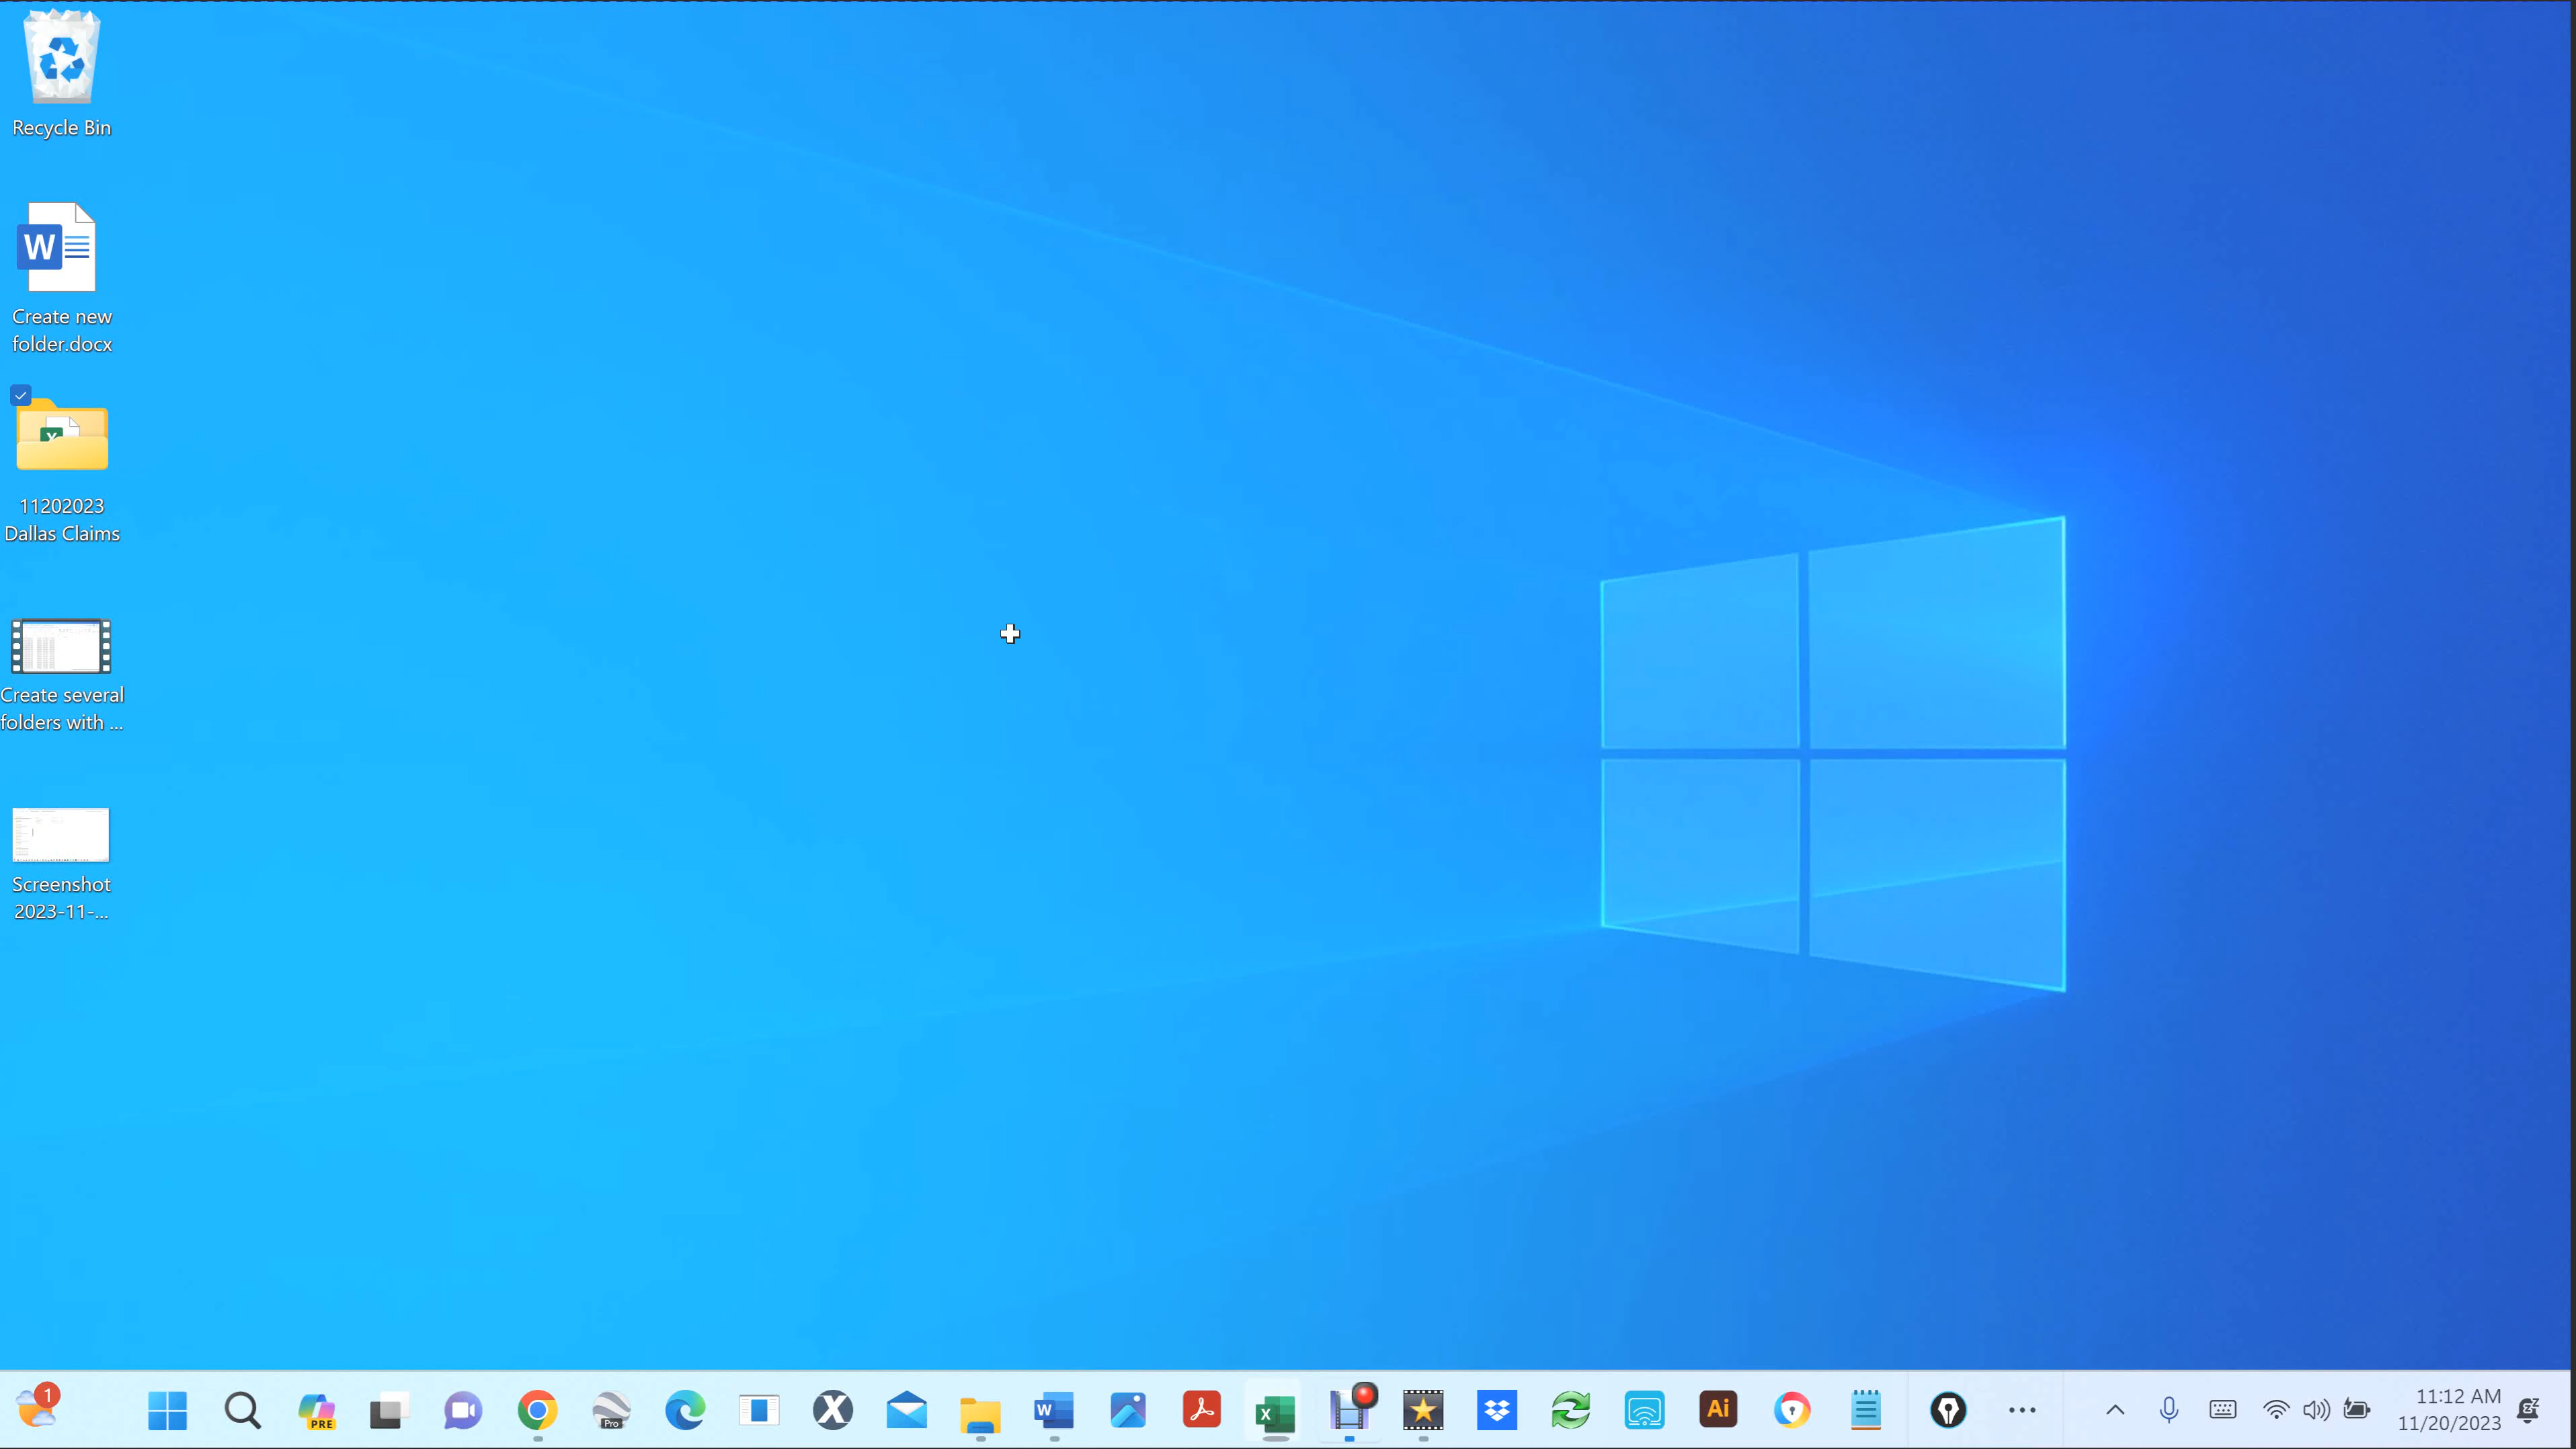 Recycle Bin
W
Create new
folder.docx
X
11202023
Dallas Claims
Create several
folders with ...
Screenshot
2023-11-...
1
PRE
Pro
X
W
X
Ai
11:12 AM
11/20/2023